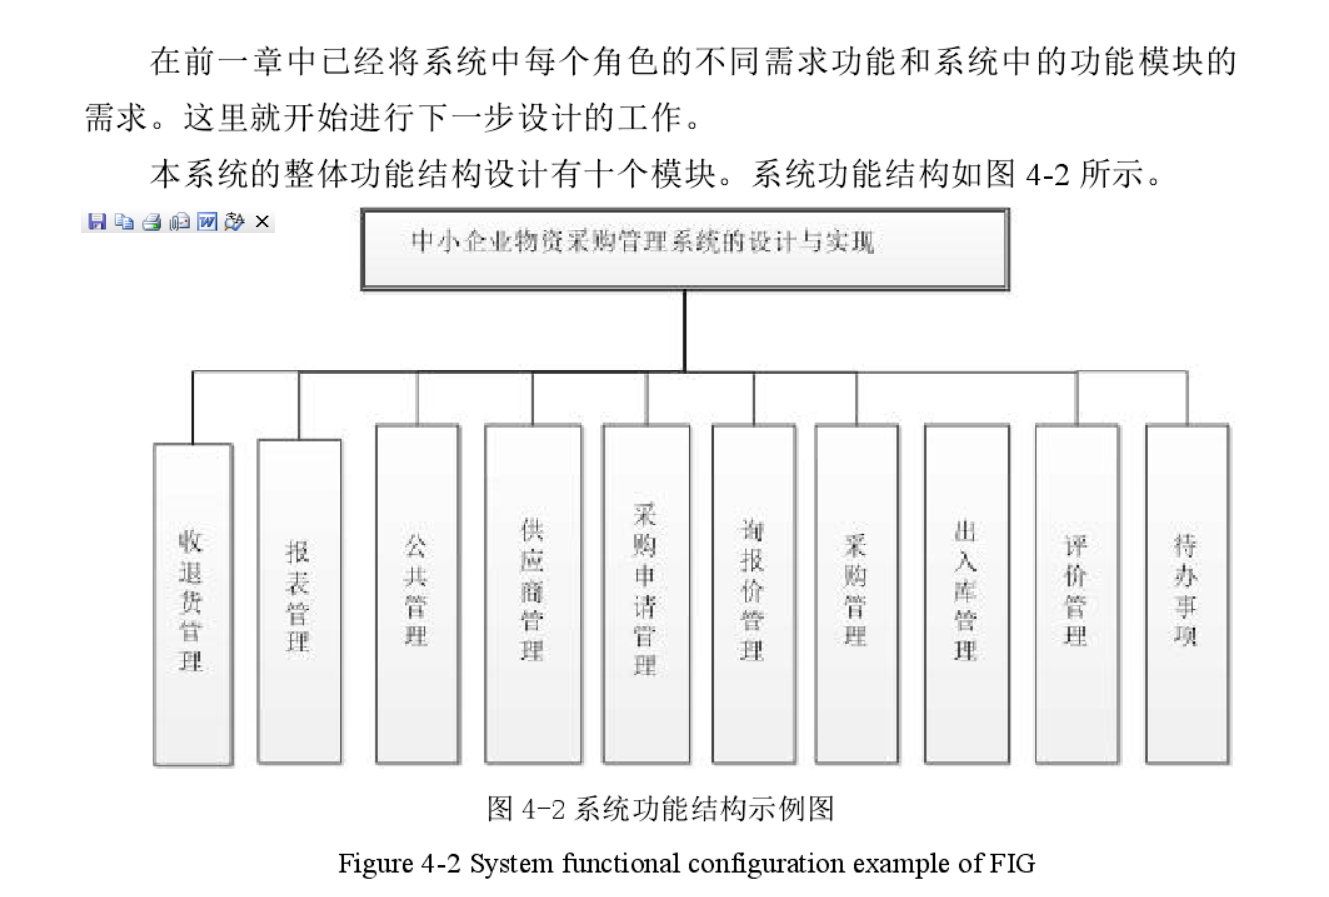 在前一章中已经将系统中每个角色的不同需求功能和系统中的功能模块的
需求。这里就开始进行下一步设计的工作。
本系统的整体功能结构设计有十个模块。系统功能结构如图 4-2 所示。
中小企业物资采购管理系统的设计与实现
收退货管理
报表管理
公共管理
供应商管理
采购申请管理
询报价管理
采购管理
出入库管理
评价管理
待办事项
图 4-2 系统功能结构示例图
Figure 4-2 System functional configuration example of FIG